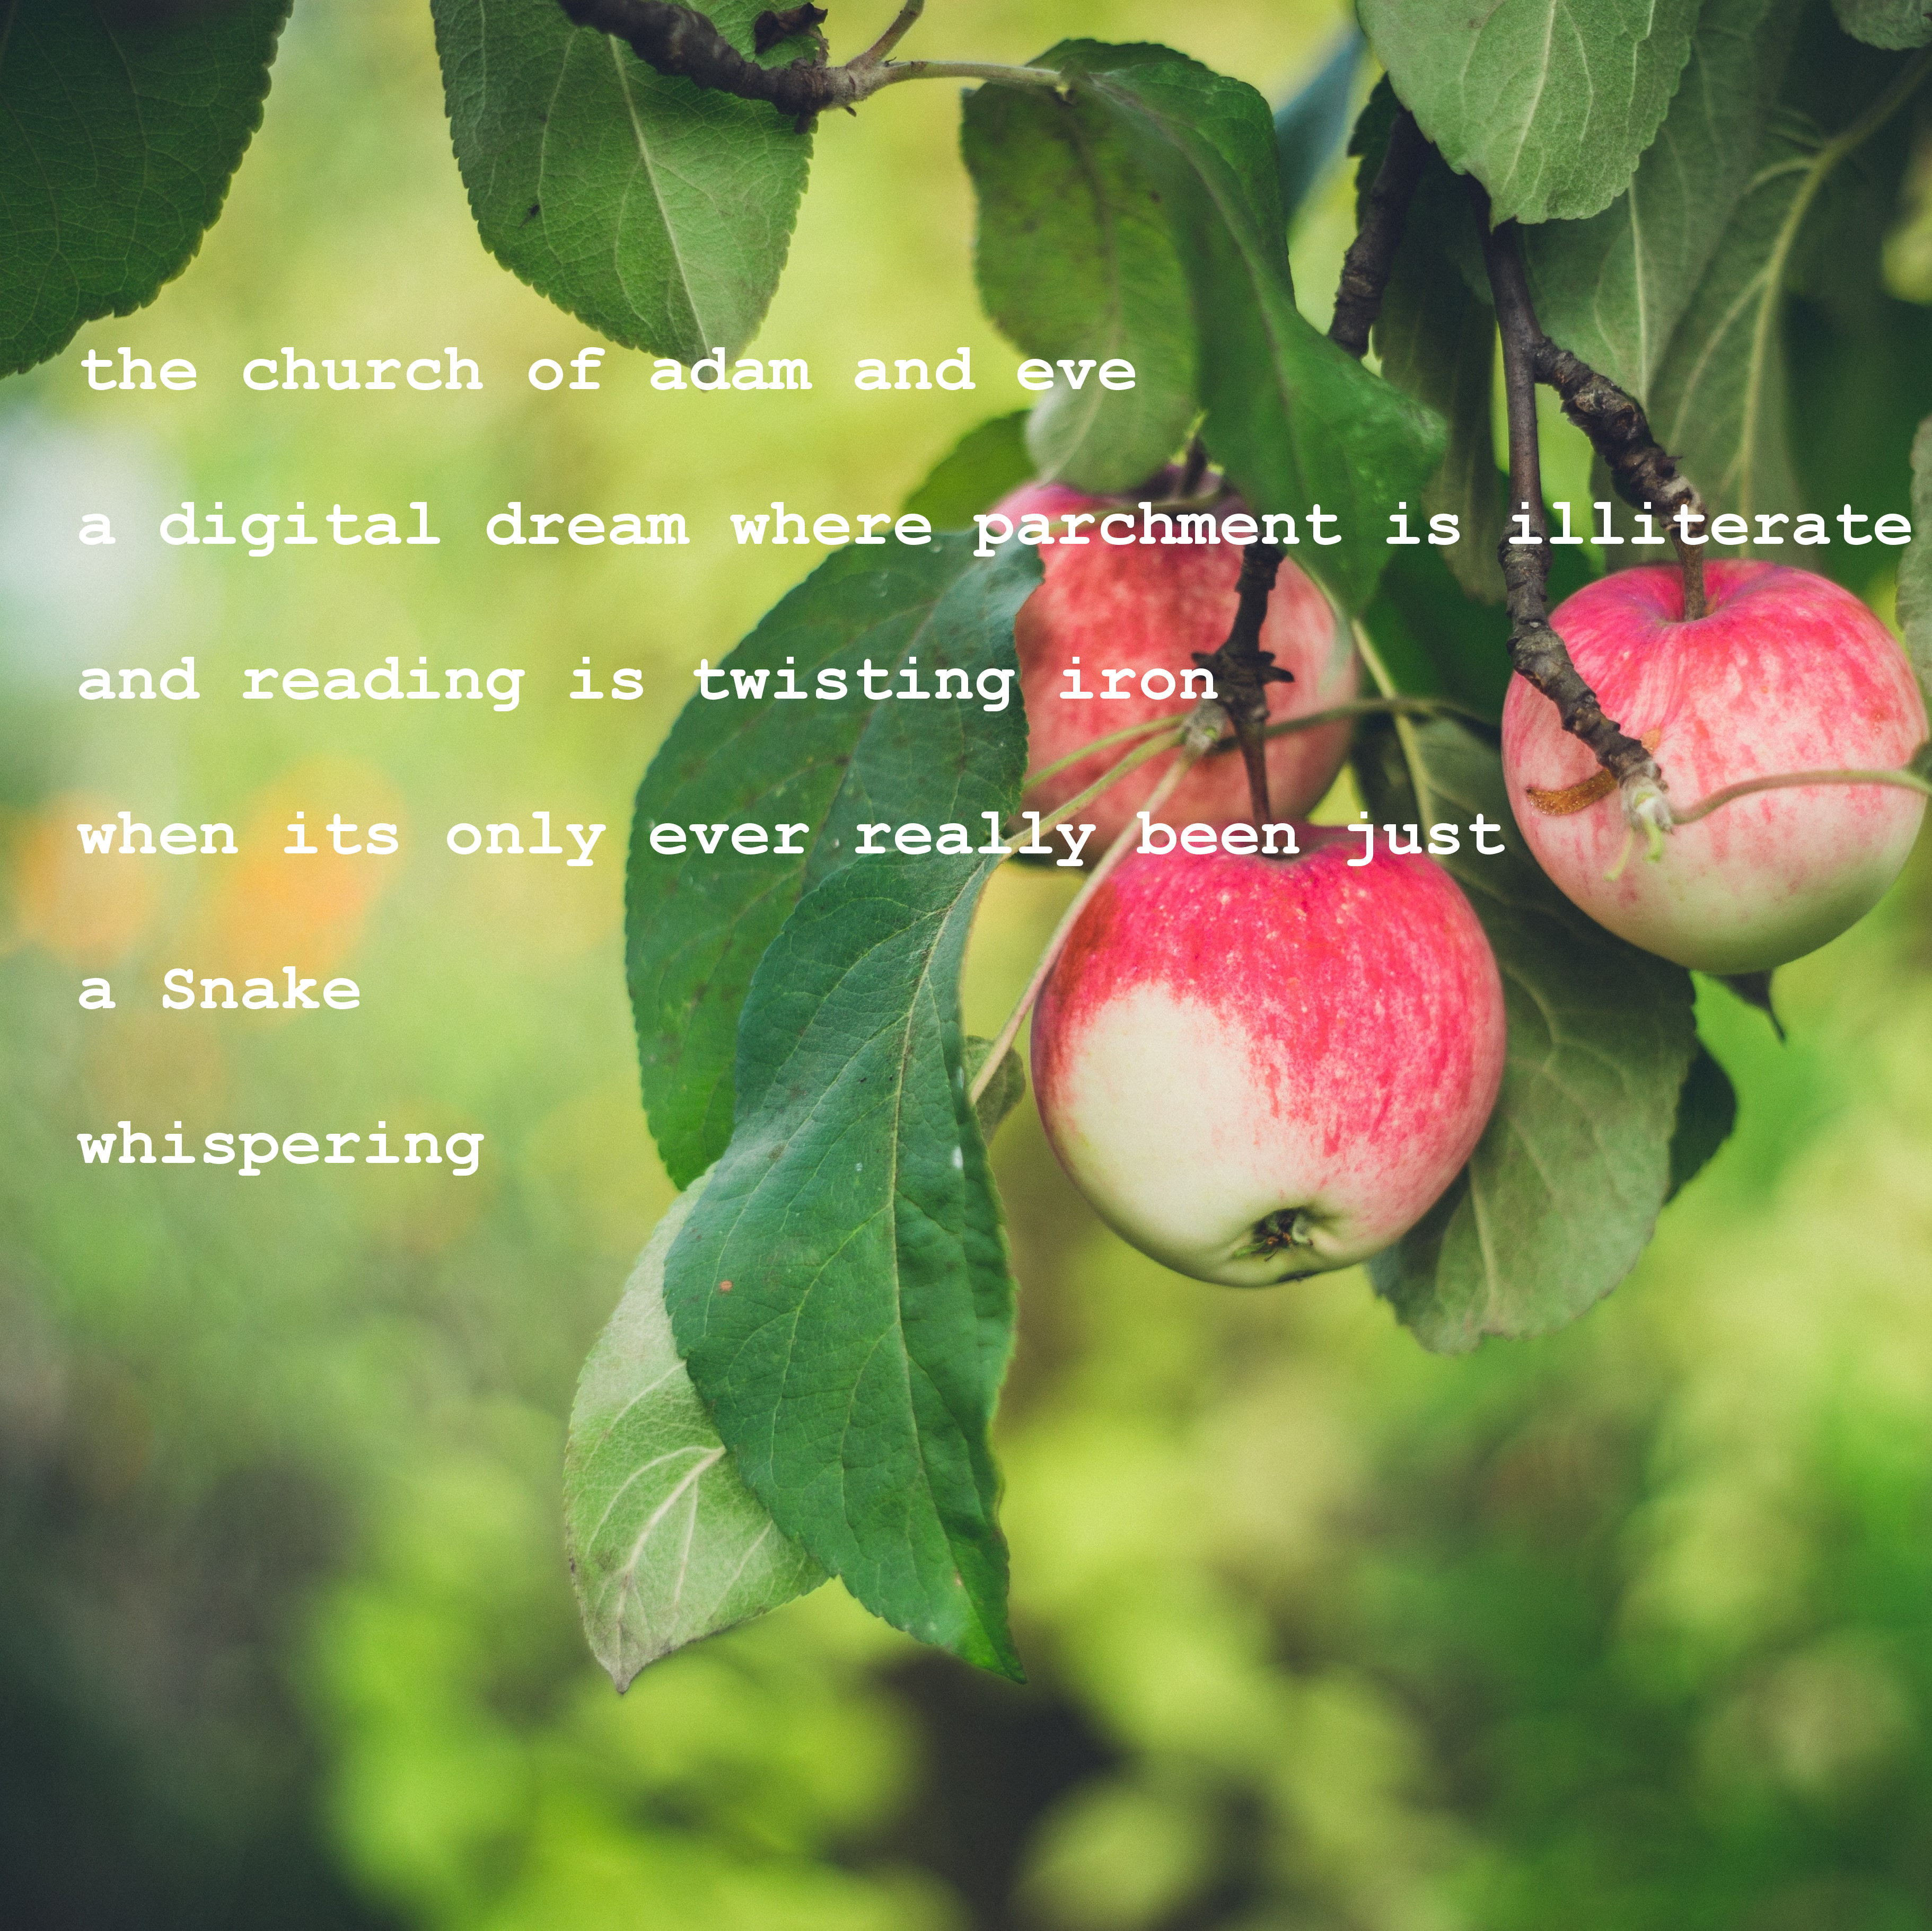 the church of adam and eve
a digital dream where parchment is illiterate
and reading is twisting iron
when its only ever really been just
a Snake
whispering